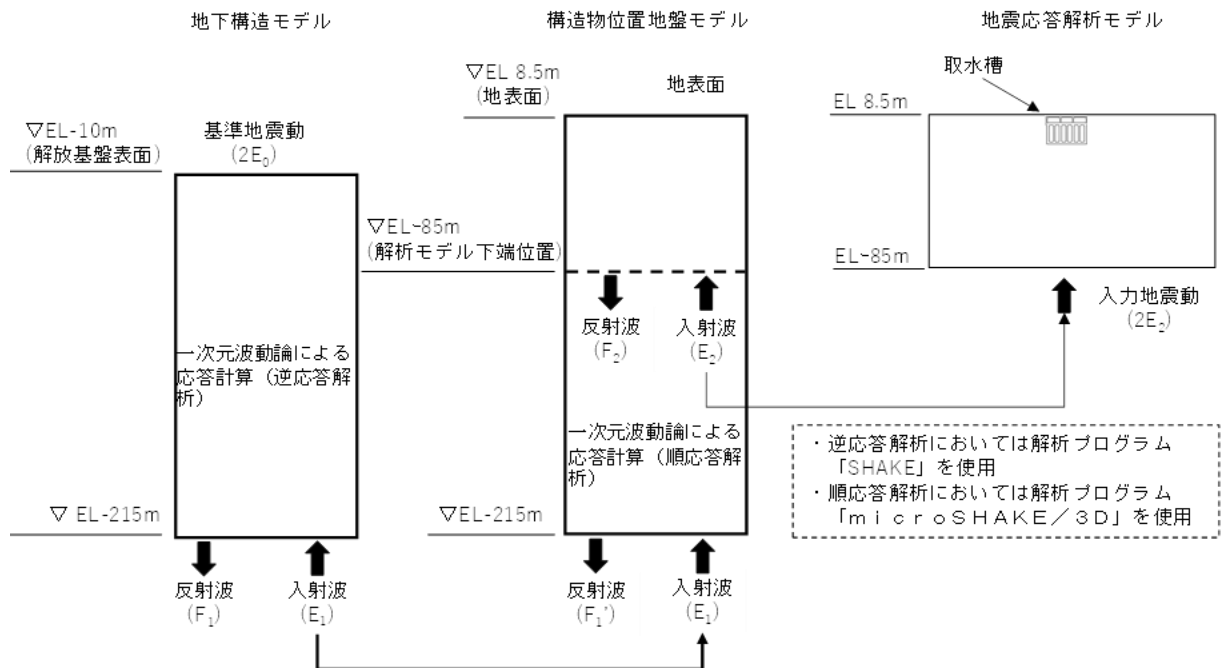 地下構造モデル
▽EL-10m
(解放基盤表面)
基準地震動
(2E₀)
一次元波動論による
応答計算（逆応答解
析）
▽ EL-215m
反射波
(F₁)
入射波
(E₁)
構造物位置地盤モデル
▽EL 8.5m
(地表面)
地表面
▽EL-85m
(解析モデル下端位置)
反射波
(F₂)
入射波
(E₂)
一次元波動論による
応答計算（順応答解
析）
▽EL-215m
反射波
(F₁')
入射波
(E₁)
地震応答解析モデル
取水槽
EL 8.5m
EL-85m
入力地震動
(2E₂)
・逆応答解析においては解析プログラム
「SHAKE」を使用
・順応答解析においては解析プログラム
「ｍｉｃｒｏSHAKE／３D」を使用